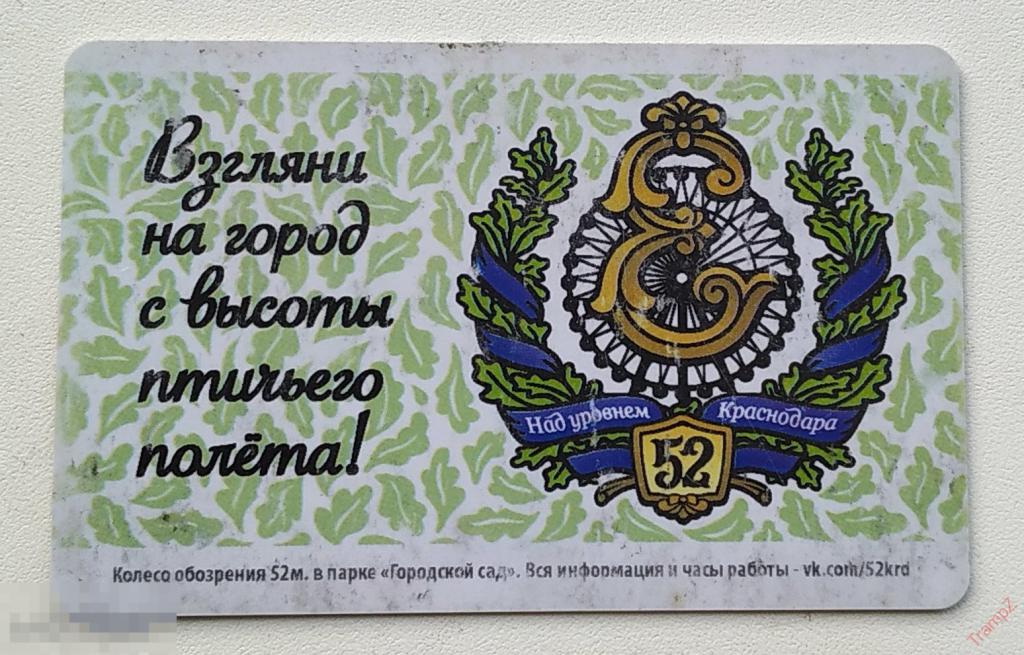 Взгляни
на город
с высоты
птичьего
полёта!
Над уровнем Краснодара
52
Колесо обозрения 52м. в парке «Городской сад». Вся информация и часы работы - vk.com/52krd
TrampZ